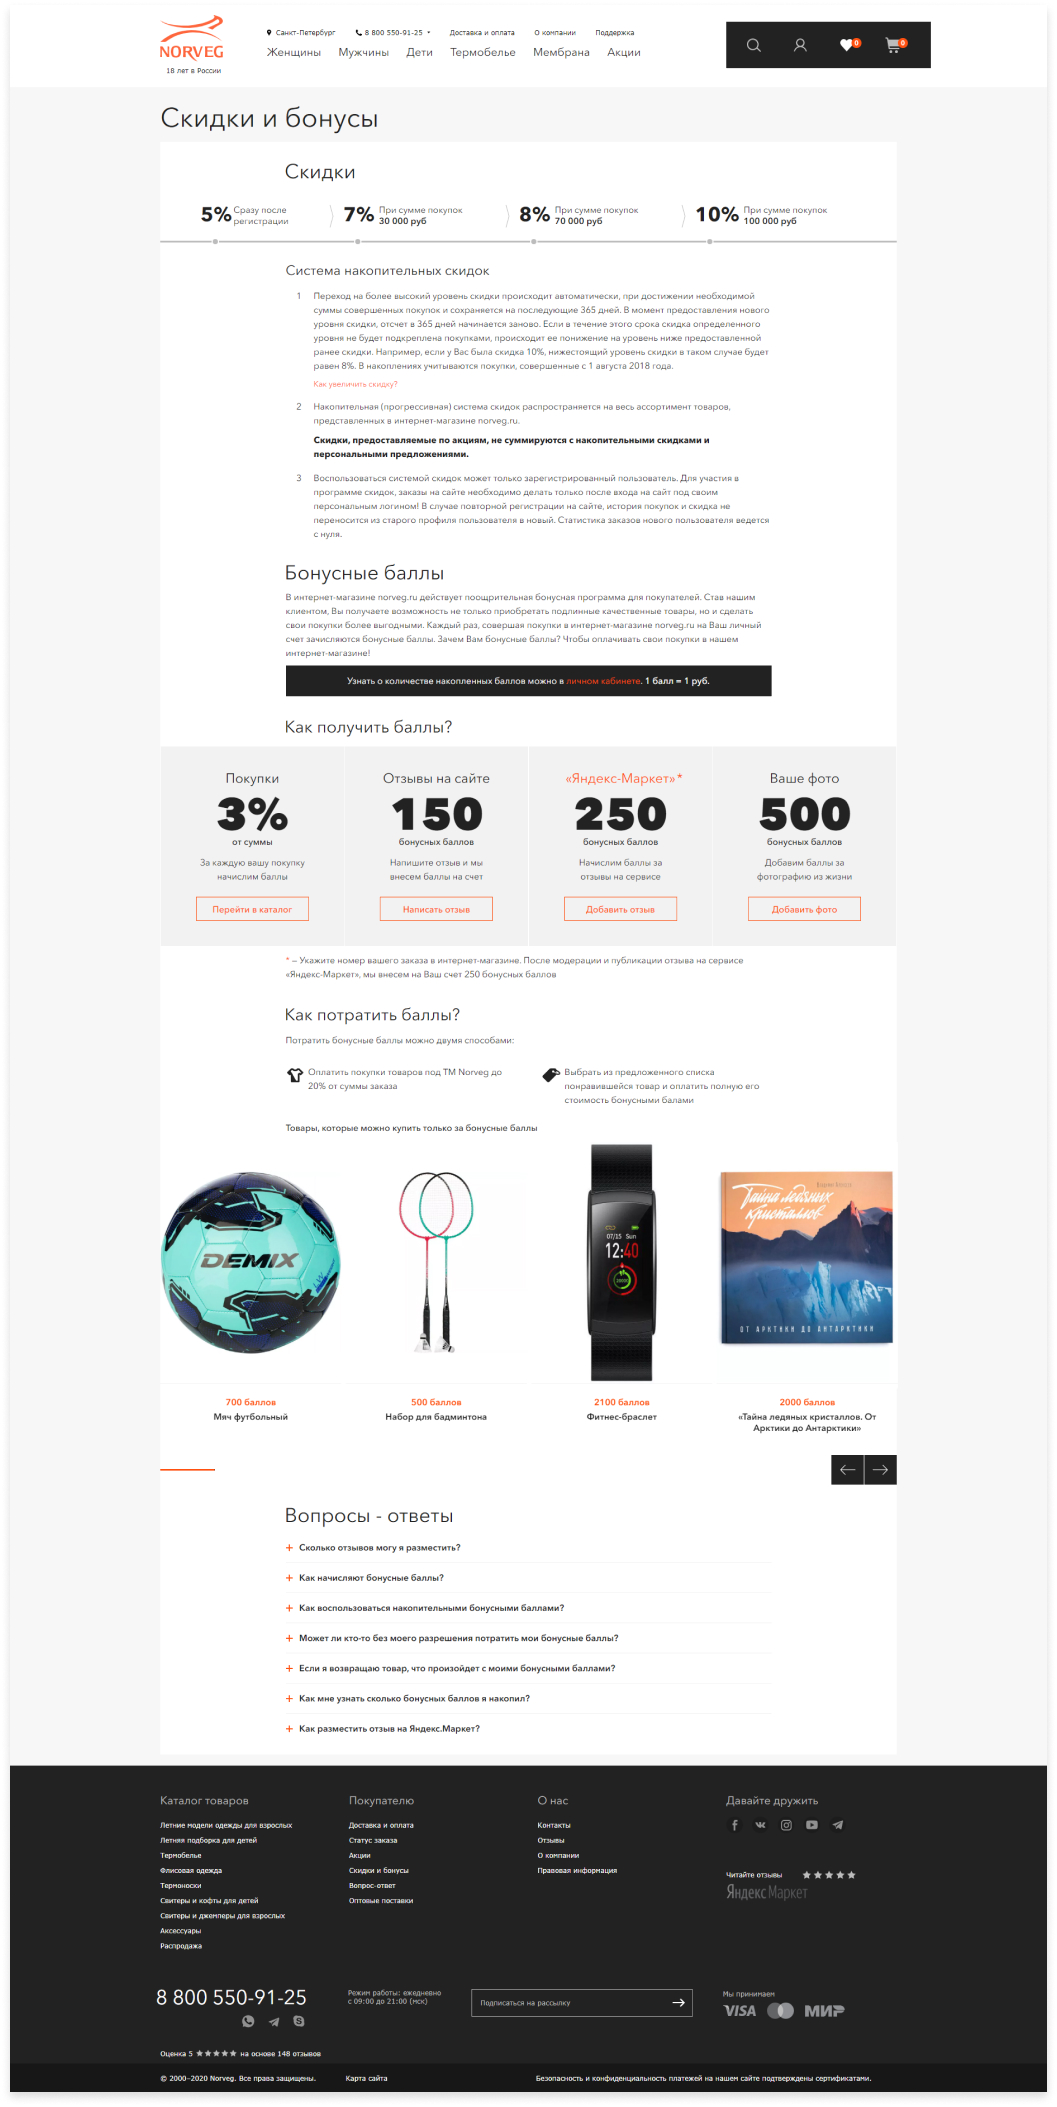 NORVEG
18 лет в России
Санкт-Петербург
8 800 550-91-25
Доставка и оплата
О компании
Поддержка
Женщины
Мужчины
Дети
Термобелье
Мембрана
Акции
0
0
Скидки и бонусы
Скидки
5% Сразу после
регистрации
7% При сумме покупок
30 000 руб
8% При сумме покупок
70 000 руб
10% При сумме покупок
100 000 руб
Система накопительных скидок
1 Переход на более высокий уровень скидки происходит автоматически, при достижении необходимой
суммы совершенных покупок и сохраняется на последующие 365 дней. В момент предоставления нового
уровня скидки, отсчет в 365 дней начинается заново. Если в течение этого срока скидка определенного
уровня не будет подкреплена покупками, происходит ее понижение на уровень ниже предоставленной
ранее скидки. Например, если у Вас была скидка 10%, нижестоящий уровень скидки в таком случае будет
равен 8%. В накоплениях учитываются покупки, совершенные с 1 августа 2018 года.
Как увеличить скидку?
2 Накопительная (прогрессивная) система скидок распространяется на весь ассортимент товаров,
представленных в интернет-магазине norveg.ru.
Скидки, предоставляемые по акциям, не суммируются с накопительными скидками и
персональными предложениями.
3 Воспользоваться системой скидок может только зарегистрированный пользователь. Для участия в
программе скидок, заказы на сайте необходимо делать только после входа на сайт под своим
персональным логином! В случае повторной регистрации на сайте, история покупок и скидка не
переносится из старого профиля пользователя в новый. Статистика заказов нового пользователя ведется
с нуля.
Бонусные баллы
В интернет-магазине norveg.ru действует поощрительная бонусная программа для покупателей. Став нашим
клиентом, Вы получаете возможность не только приобретать подлинные качественные товары, но и сделать
свои покупки более выгодными. Каждый раз, совершая покупки в интернет-магазине norveg.ru на Ваш личный
счет зачисляются бонусные баллы. Зачем Вам бонусные баллы? Чтобы оплачивать свои покупки в нашем
интернет-магазине!
Узнать о количестве накопленных баллов можно в личном кабинете. 1 балл = 1 руб.
Как получить баллы?
Покупки
3%
от суммы
За каждую вашу покупку
начислим баллы
Перейти в каталог
Отзывы на сайте
150
бонусных баллов
Напишите отзыв и мы
внесем баллы на счет
Написать отзыв
«Яндекс-Маркет» *
250
бонусных баллов
Начислим баллы за
отзывы на сервисе
Добавить отзыв
Ваше фото
500
бонусных баллов
Добавим баллы за
фотографию из жизни
Добавить фото
* – Укажите номер вашего заказа в интернет-магазине. После модерации и публикации отзыва на сервисе
«Яндекс-Маркет», мы внесем на Ваш счет 250 бонусных баллов
Как потратить баллы?
Потратить бонусные баллы можно двумя способами:
Оплатить покупки товаров под ТМ Norveg до
20% от суммы заказа
Выбрать из предложенного списка
понравившейся товар и оплатить полную его
стоимость бонусными балами
Товары, которые можно купить только за бонусные баллы
DEMIX
07/15 Sun
12:40
20000
Тайна ледяных
кристаллов
ОТ АРКТИКИ ДО АНТАРКТИКИ
700 баллов
Мяч футбольный
500 баллов
Набор для бадминтона
2100 баллов
Фитнес-браслет
2000 баллов
«Тайна ледяных кристаллов. От
Арктики до Антарктики»
Вопросы - ответы
+ Сколько отзывов могу я разместить?
+ Как начисляют бонусные баллы?
+ Как воспользоваться накопительными бонусными баллами?
+ Может ли кто-то без моего разрешения потратить мои бонусные баллы?
+ Если я возвращаю товар, что произойдет с моими бонусными баллами?
+ Как мне узнать сколько бонусных баллов я накопил?
+ Как разместить отзыв на Яндекс.Маркет?
Каталог товаров
Летние модели одежды для взрослых
Летняя подборка для детей
Термобелье
Флисовая одежда
Термоноски
Свитеры и кофты для детей
Свитеры и джемперы для взрослых
Аксессуары
Распродажа
Покупателю
Доставка и оплата
Статус заказа
Акции
Скидки и бонусы
Вопрос-ответ
Оптовые поставки
О нас
Контакты
Отзывы
О компании
Правовая информация
Давайте дружить
Читайте отзывы
Яндекс Маркет
8 800 550-91-25
Режим работы: ежедневно
с 09:00 до 21:00 (мск)
Подписаться на рассылку
Мы принимаем
VISA
МИР
Оценка 5 ★★★★★ на основе 148 отзывов
© 2000–2020 Norveg. Все права защищены.
Карта сайта
Безопасность и конфиденциальность платежей на нашем сайте подтверждены сертификатами.